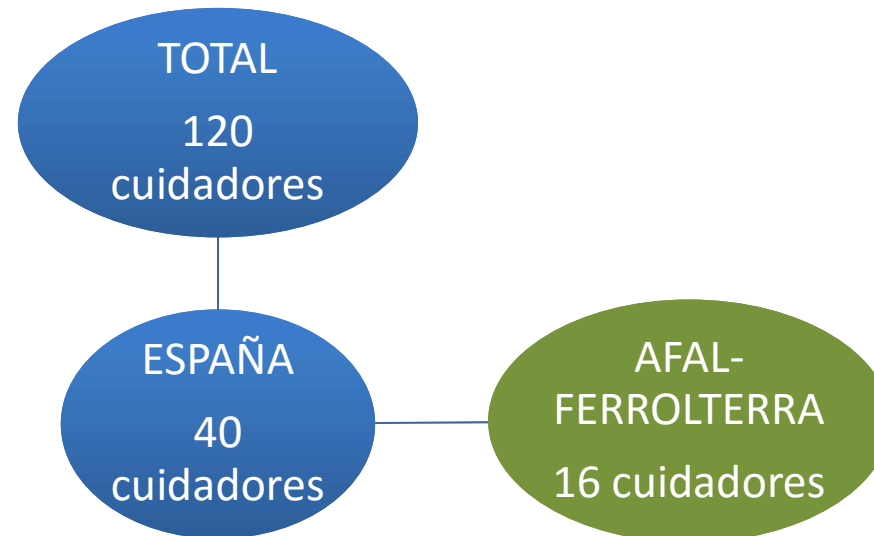 TOTAL
120
cuidadores
ESPAÑA
40
cuidadores
AFAL-
FERROLTERRA
16 cuidadores